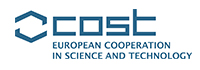 cost
EUROPEAN COOPERATION
IN SCIENCE AND TECHNOLOGY